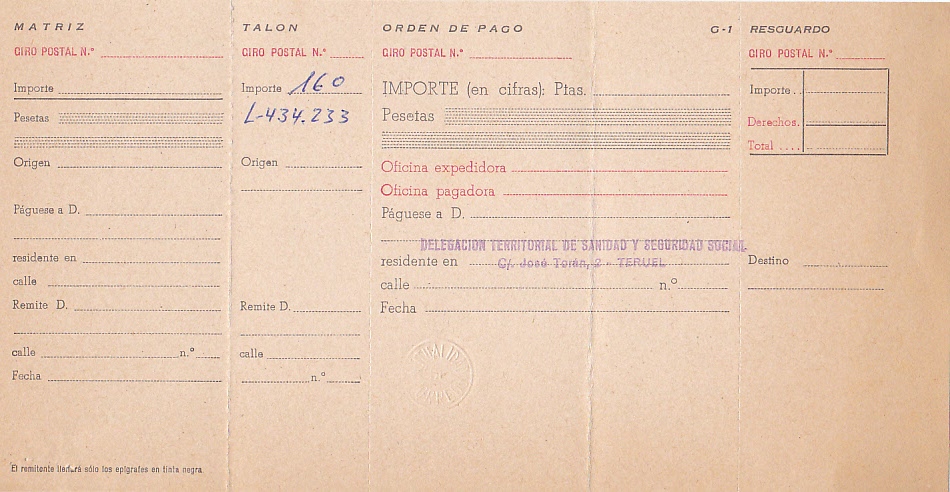 MATRIZ
GIRO POSTAL N.º
Importe
Pesetas
Origen
Páguese a D.
residente en
calle
Remite D.
calle n.º
Fecha
El remitente llenará sólo los epígrafes en tinta negra
TALON
GIRO POSTAL N.º
Importe 160
L-434.233
Origen
Remite D.
calle
n.º
ORDEN DE PAGO G-1
GIRO POSTAL N.º
IMPORTE (en cifras): Ptas.
Pesetas
Oficina expedidora
Oficina pagadora
Páguese a D.
DELEGACION TERRITORIAL DE SANIDAD Y SEGURIDAD SOCIAL
residente en
C/. José Torán, 2 - TERUEL
calle n.º
Fecha
RESGUARDO
GIRO POSTAL N.º
Importe..
Derechos.
Total ....
Destino